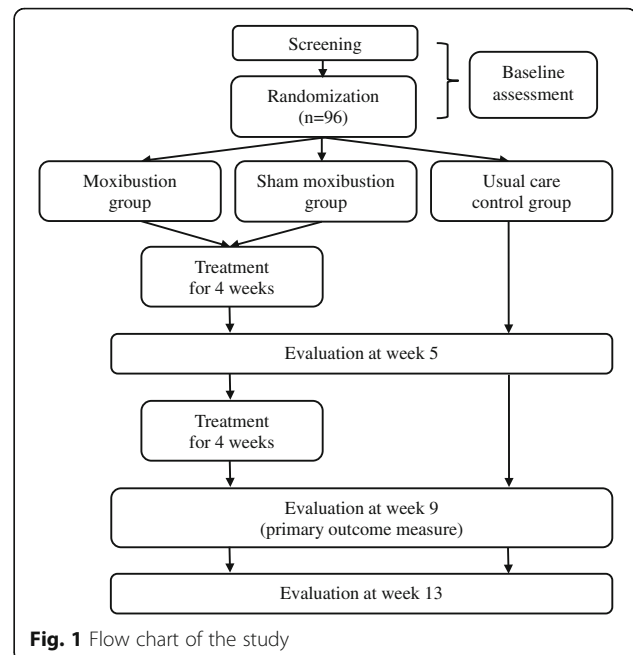 Screening
Baseline
assessment
Randomization
(n=96)
Moxibustion
group
Sham moxibustion
group
Usual care
control group
Treatment
for 4 weeks
Evaluation at week 5
Treatment
for 4 weeks
Evaluation at week 9
(primary outcome measure)
Evaluation at week 13
Fig. 1 Flow chart of the study